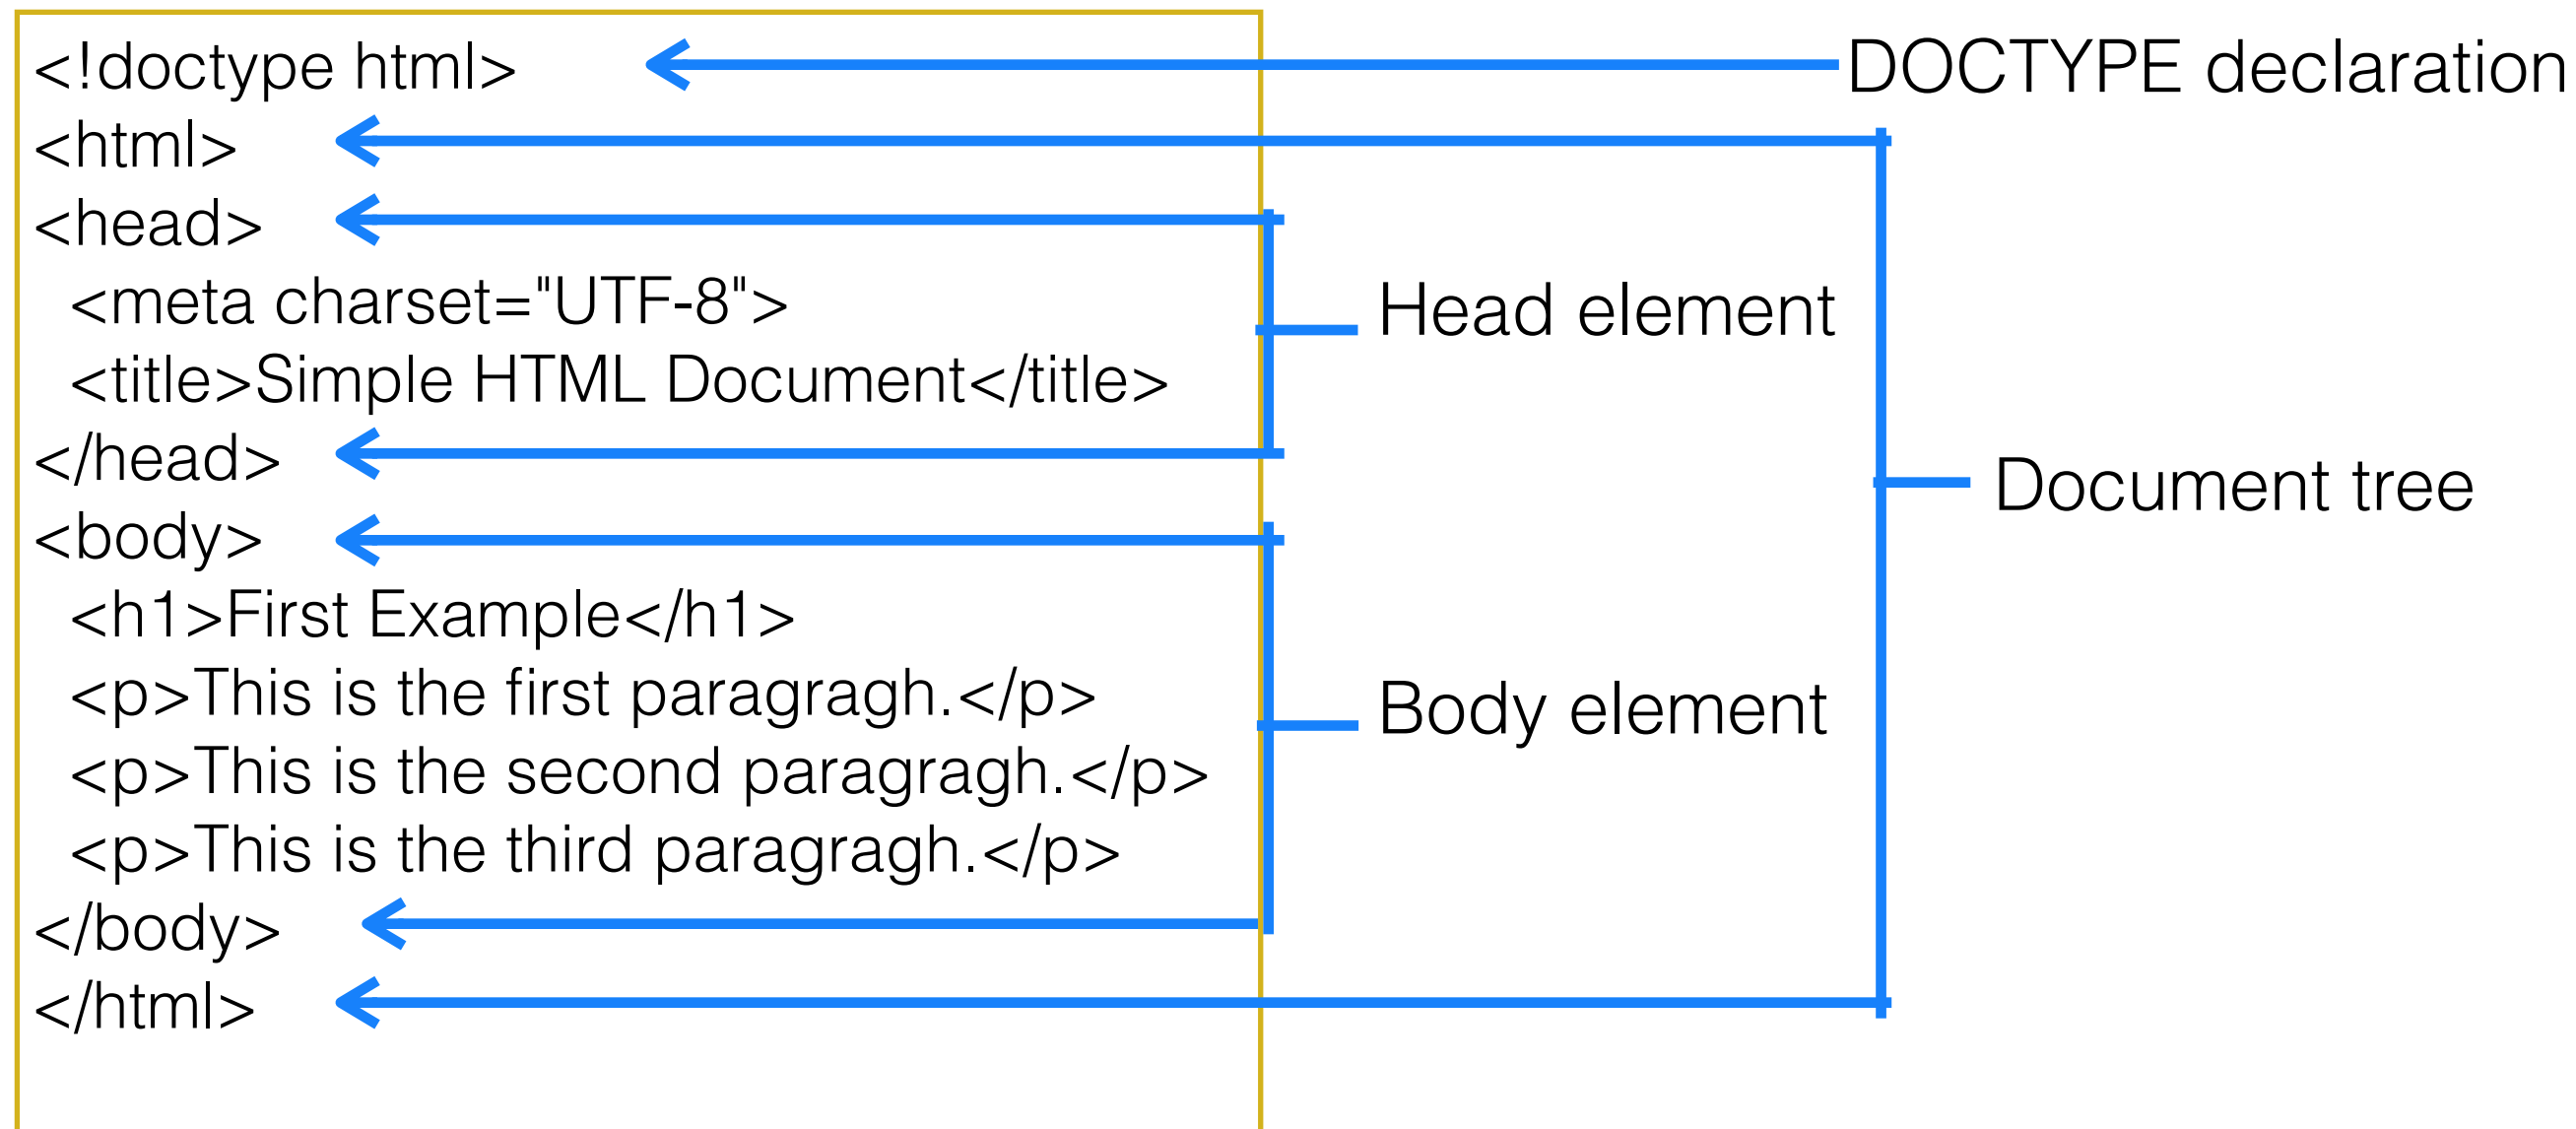 <!doctype html>
<html>
<head>
<meta charset="UTF-8">
<title>Simple HTML Document</title>
</head>
<body>
<h1>First Example</h1>
<p>This is the first paragragh.</p>
<p>This is the second paragragh.</p>
<p>This is the third paragragh.</p>
</body>
</html>
DOCTYPE declaration
Head element
Document tree
Body element